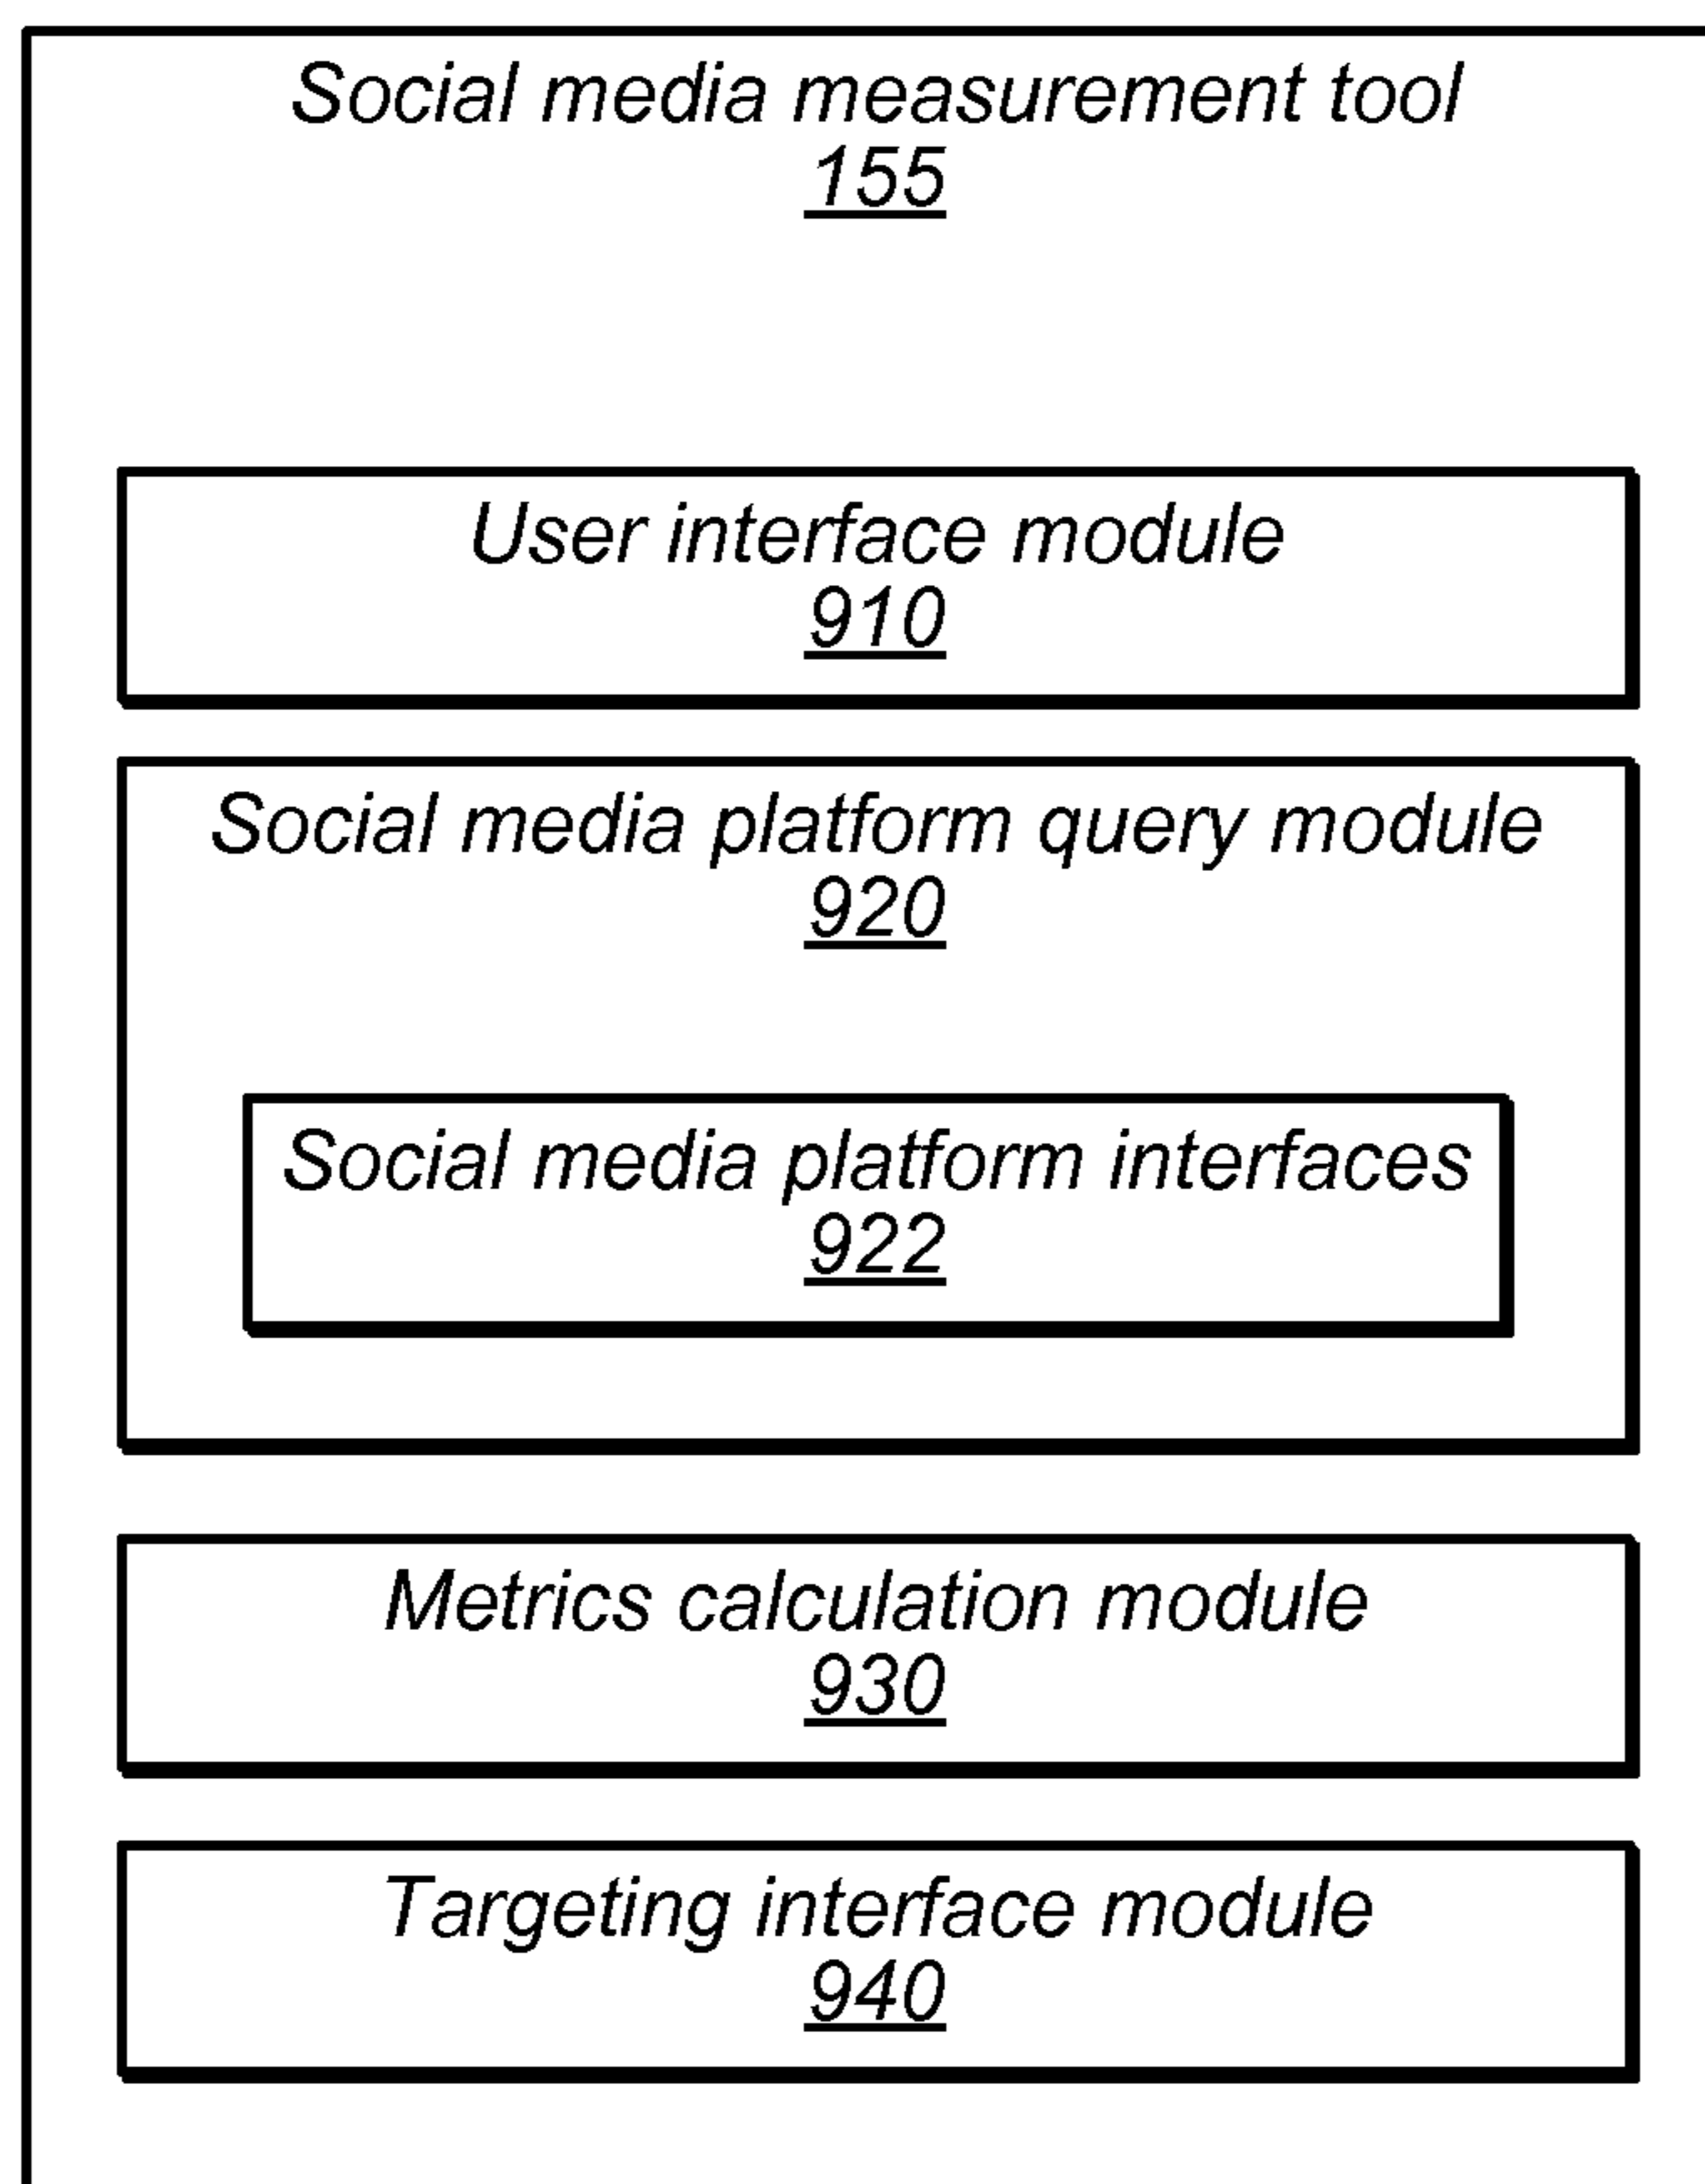 Social media measurement tool
155
User interface module
910
Social media platform query module
920
Social media platform interfaces
922
Metrics calculation module
930
Targeting interface module
940